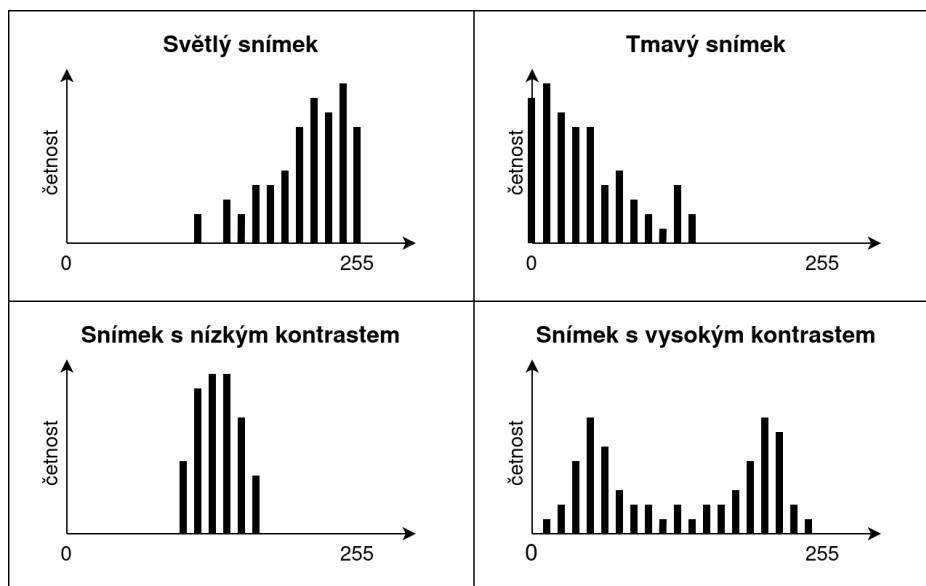 Světlý snímek
četnost
0
255
Tmavý snímek
četnost
0
255
Snímek s nízkým kontrastem
četnost
0
255
Snímek s vysokým kontrastem
četnost
0
255